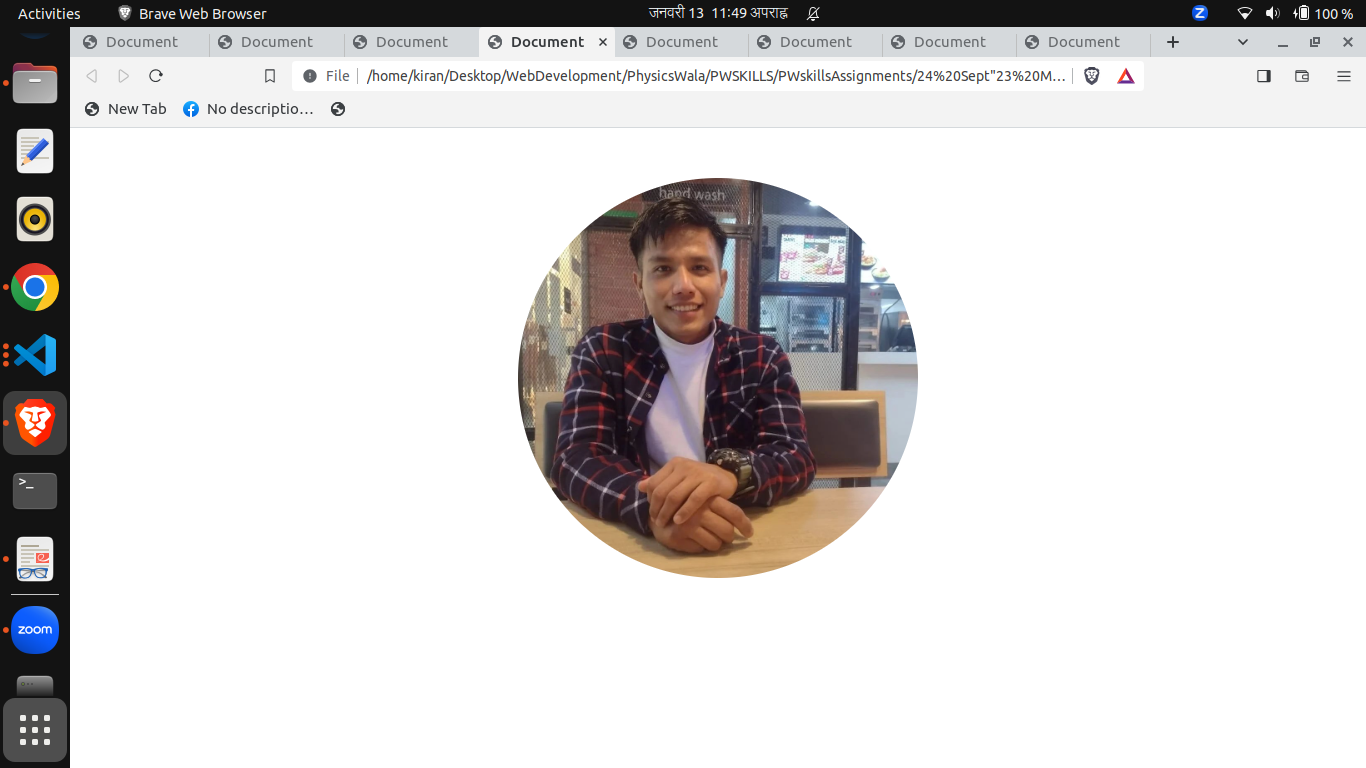 Activities Brave Web Browser जनवरी 13 11:49 अपराह्न Z 100 %
Document Document Document Document × Document Document Document Document +
File /home/kiran/Desktop/WebDevelopment/PhysicsWala/PWSKILLS/PWskillsAssignments/24%20Sept"23%20M...
New Tab No descriptio...
hand wash
>_
zoom